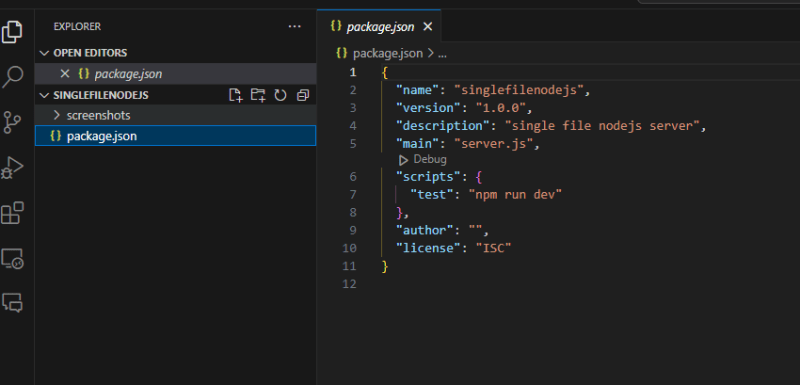 EXPLORER
OPEN EDITORS
package.json
SINGLEFILENODEJS
screenshots
package.json
package.json
package.json > ...
1 {
2 "name": "singlefilenodejs",
3 "version": "1.0.0",
4 "description": "single file nodejs server",
5 "main": "server.js",
Debug
6 "scripts": {
7 "test": "npm run dev"
8 },
9 "author": "",
10 "license": "ISC"
11 }
12